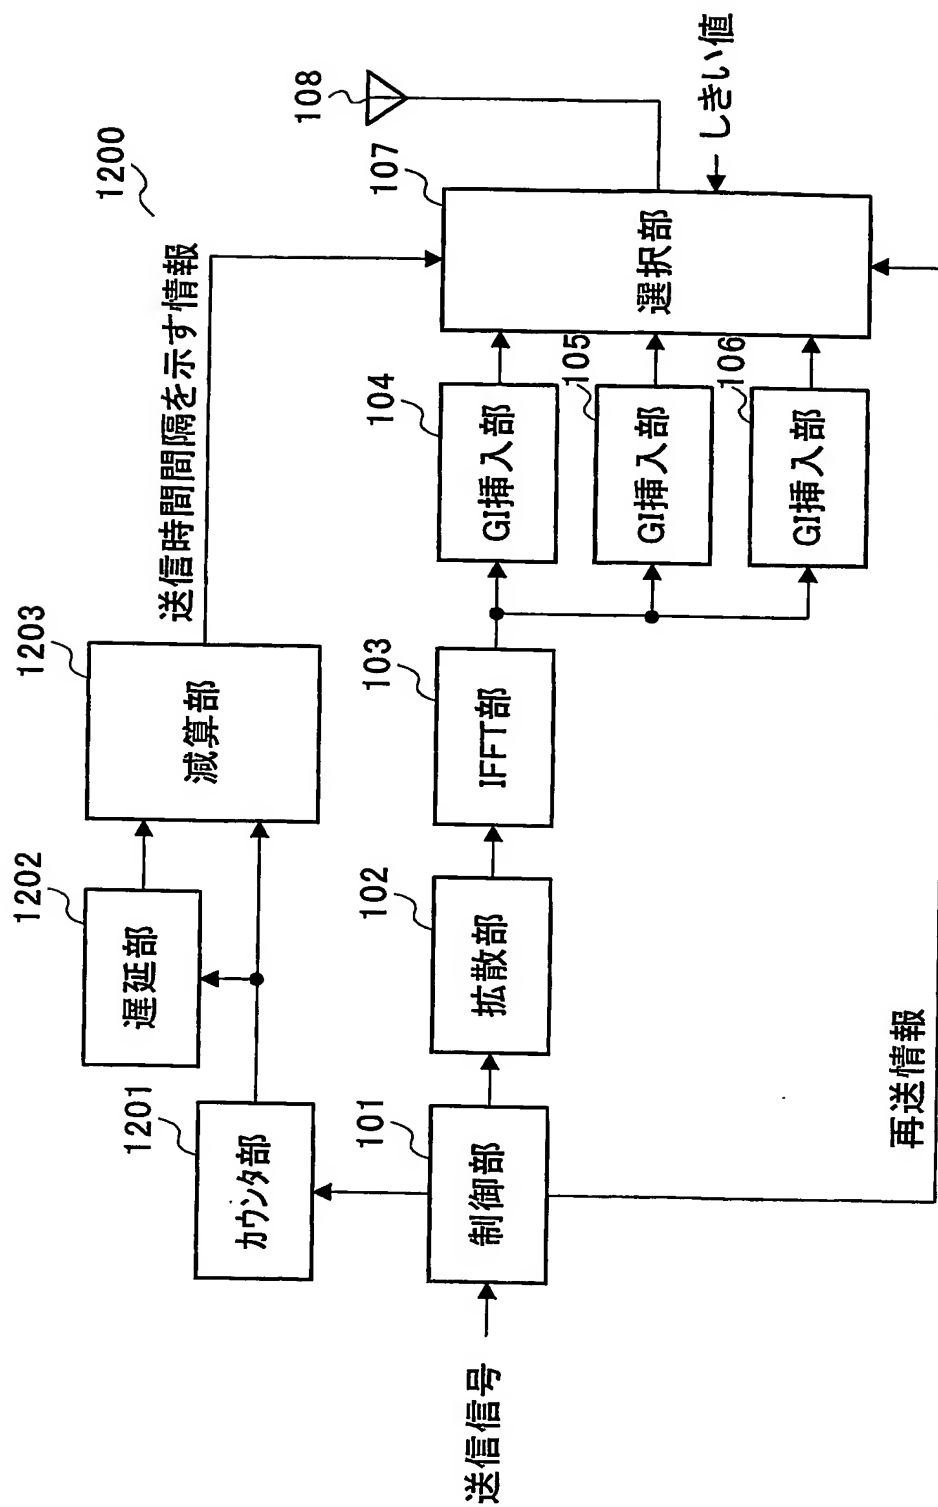 1200
送信時間間隔を示す情報
1203
減算部
1202
遅延部
1201
カウンタ部
108
107
選択部
しきい値
104
GI挿入部
105
GI挿入部
106
GI挿入部
103
IFFT部
102
拡散部
101
制御部
送信信号
再送情報